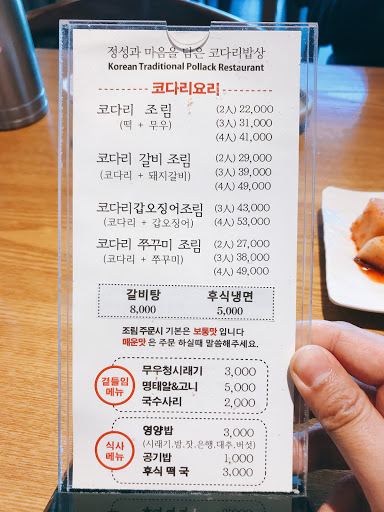 정성과 마음을 담은 코다리밥상
Korean Traditional Pollack Restaurant
코다리요리
코다리 조림 (2人) 22,000
(떡 + 무우) (3人) 31,000
(4人) 41,000
코다리 갈비 조림 (2人) 29,000
(코다리 + 돼지갈비) (3人) 39,000
(4人) 49,000
코다리갑오징어조림 (3人) 43,000
(코다리 + 갑오징어) (4人) 53,000
코다리 쭈꾸미 조림 (2人) 27,000
(코다리 + 쭈꾸미) (3人) 38,000
(4人) 49,000
갈비탕 후식냉면
8,000 5,000
조림 주문시 기본은 보통맛 입니다
매운맛 은 주문 하실때 말씀해주세요.
곁들임
메뉴
무우청시래기 3,000
명태알&고니 5,000
국수사리 2,000
식사
메뉴
영양밥 3,000
(시래기.밤.잣.은행.대추.버섯)
공기밥 1,000
후식 떡국 3,000